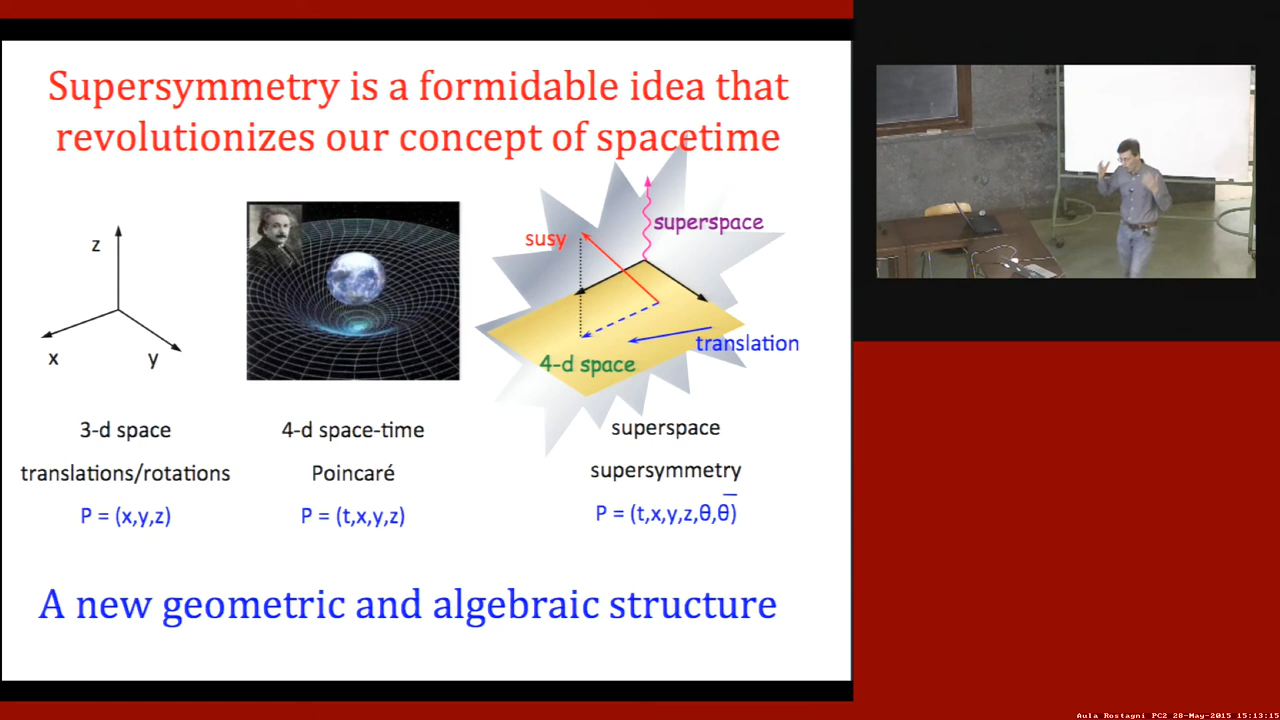 Supersymmetry is a formidable idea that
revolutionizes our concept of spacetime
z
x
y
susy
superspace
translation
4-d space
3-d space
translations/rotations
P = (x,y,z)
4-d space-time
Poincaré
P = (t,x,y,z)
superspace
supersymmetry
P = (t,x,y,z,θ,θ̅)
A new geometric and algebraic structure
Aula Rostagni PC2 28-May-2015 15:13:15